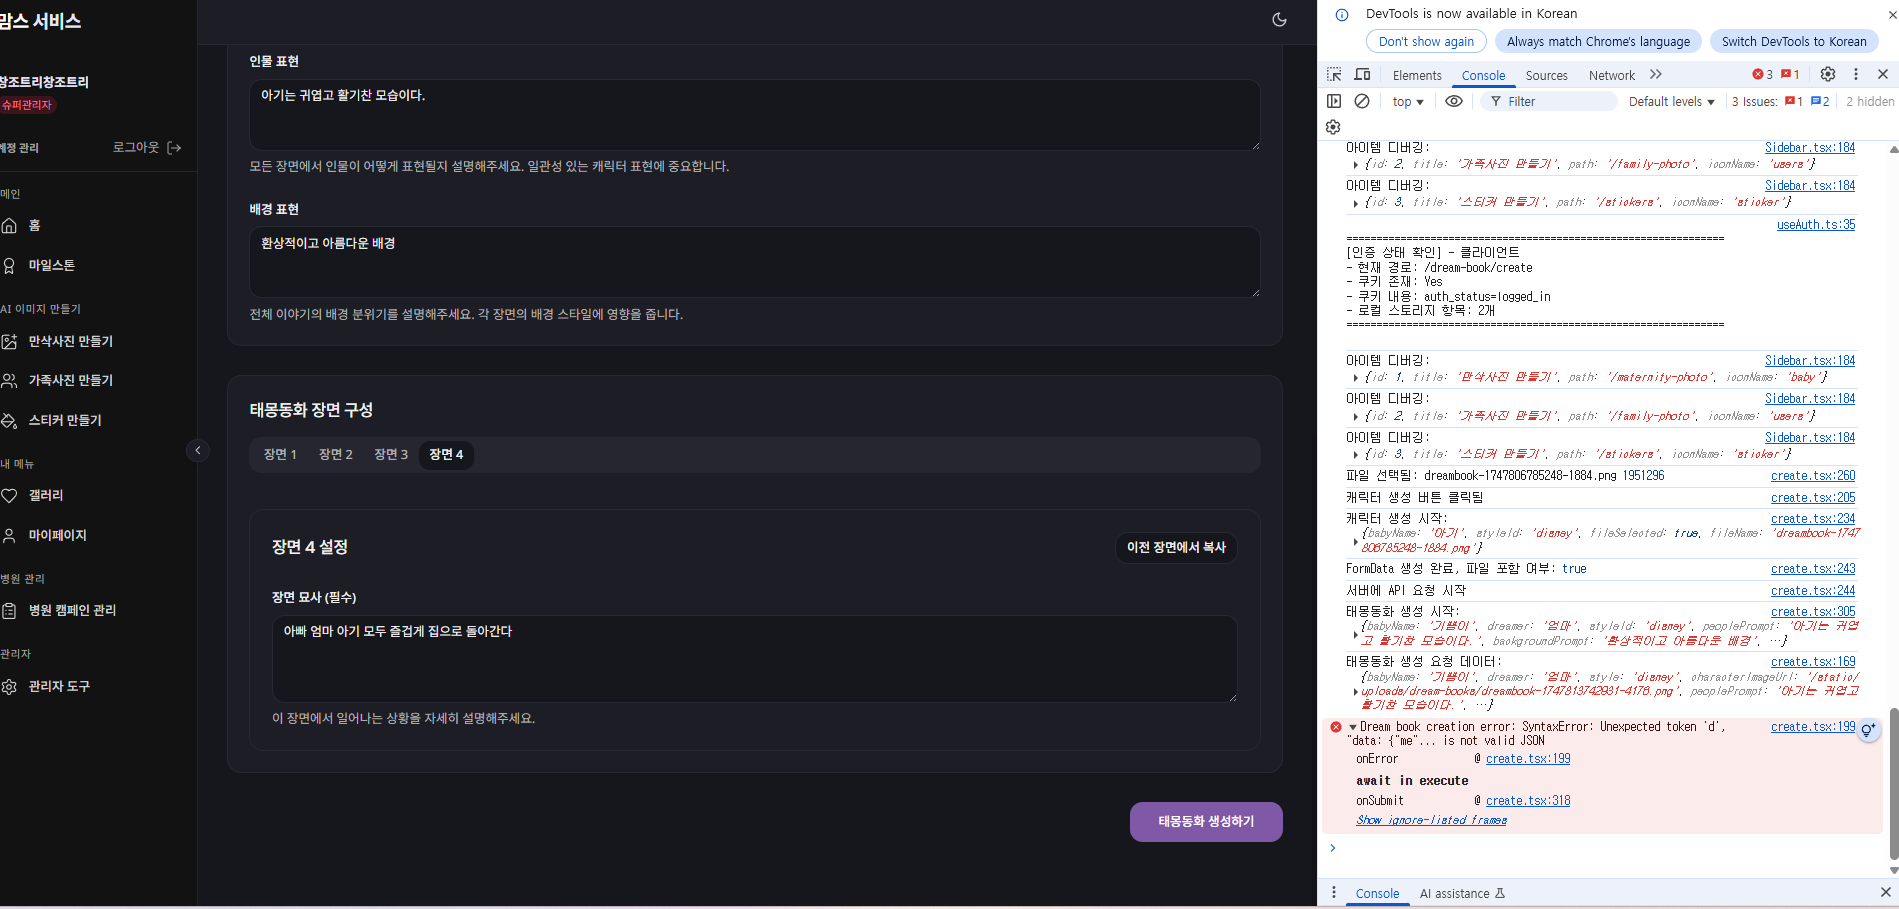 맘스 서비스
창조트리창조트리
슈퍼관리자
계정 관리
로그아웃
메인
홈
마일스톤
AI 이미지 만들기
만삭사진 만들기
가족사진 만들기
스티커 만들기
내 메뉴
갤러리
마이페이지
병원 관리
병원 캠페인 관리
관리자
관리자 도구
인물 표현
아기는 귀엽고 활기찬 모습이다.
모든 장면에서 인물이 어떻게 표현될지 설명해주세요. 일관성 있는 캐릭터 표현에 중요합니다.
배경 표현
환상적이고 아름다운 배경
전체 이야기의 배경 분위기를 설명해주세요. 각 장면의 배경 스타일에 영향을 줍니다.
태몽동화 장면 구성
장면 1 장면 2 장면 3 장면 4
장면 4 설정
이전 장면에서 복사
장면 묘사 (필수)
아빠 엄마 아기 모두 즐겁게 집으로 돌아간다
이 장면에서 일어나는 상황을 자세히 설명해주세요.
태몽동화 생성하기
DevTools is now available in Korean
Don't show again Always match Chrome's language Switch DevTools to Korean
Elements Console Sources Network 3 1
top Filter Default levels 3 Issues: 1 2 2 hidden
아이템 디버깅: Sidebar.tsx:184
{id: 2, title: '가족사진 만들기', path: '/family-photo', iconName: 'users'}
아이템 디버깅: Sidebar.tsx:184
{id: 3, title: '스티커 만들기', path: '/stickers', iconName: 'sticker'}
useAuth.ts:35
===============================================================
[인증 상태 확인] - 클라이언트
- 현재 경로: /dream-book/create
- 쿠키 존재: Yes
- 쿠키 내용: auth_status=logged_in
- 로컬 스토리지 항목: 2개
===============================================================
아이템 디버깅: Sidebar.tsx:184
{id: 1, title: '만삭사진 만들기', path: '/maternity-photo', iconName: 'baby'}
아이템 디버깅: Sidebar.tsx:184
{id: 2, title: '가족사진 만들기', path: '/family-photo', iconName: 'users'}
아이템 디버깅: Sidebar.tsx:184
{id: 3, title: '스티커 만들기', path: '/stickers', iconName: 'sticker'}
파일 선택됨: dreambook-1747806785248-1884.png 1951296 create.tsx:260
캐릭터 생성 버튼 클릭됨 create.tsx:205
캐릭터 생성 시작: create.tsx:234
{babyName: '아기', styleId: 'disney', fileSelected: true, fileName: 'dreambook-1747
806785248-1884.png'}
FormData 생성 완료, 파일 포함 여부: true create.tsx:243
서버에 API 요청 시작 create.tsx:244
태몽동화 생성 시작: create.tsx:305
{babyName: '기쁨이', dreamer: '엄마', styleId: 'disney', peoplePrompt: '아기는 귀엽
고 활기찬 모습이다.', backgroundPrompt: '환상적이고 아름다운 배경', …}
태몽동화 생성 요청 데이터: create.tsx:169
{babyName: '기쁨이', dreamer: '엄마', style: 'disney', characterImageUrl: '/static/
uploads/dream-books/dreambook-1747813742931-4176.png', peoplePrompt: '아기는 귀엽고
활기찬 모습이다.', …}
Dream book creation error: SyntaxError: Unexpected token 'd', create.tsx:199
"data: {"me"... is not valid JSON
onError @ create.tsx:199
await in execute
onSubmit @ create.tsx:318
Show ignore-listed frames
Console AI assistance